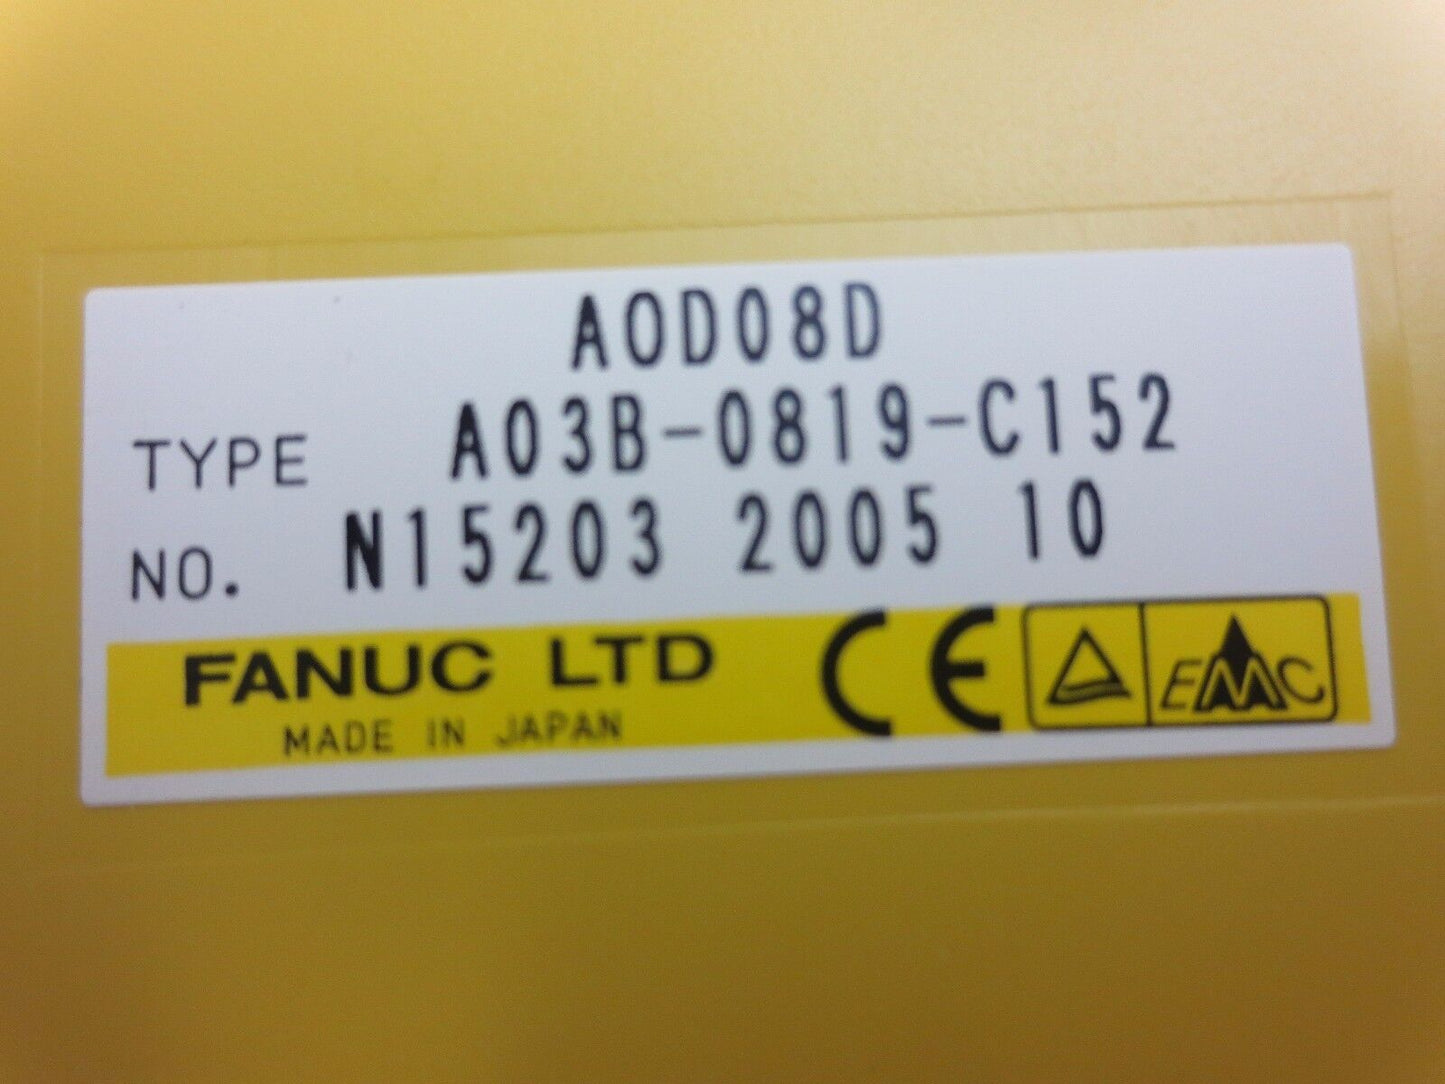 AOD08D
TYPE A03B-0819-C152
NO. N15203 2005 10
FANUC LTD
MADE IN JAPAN
CE
EMC